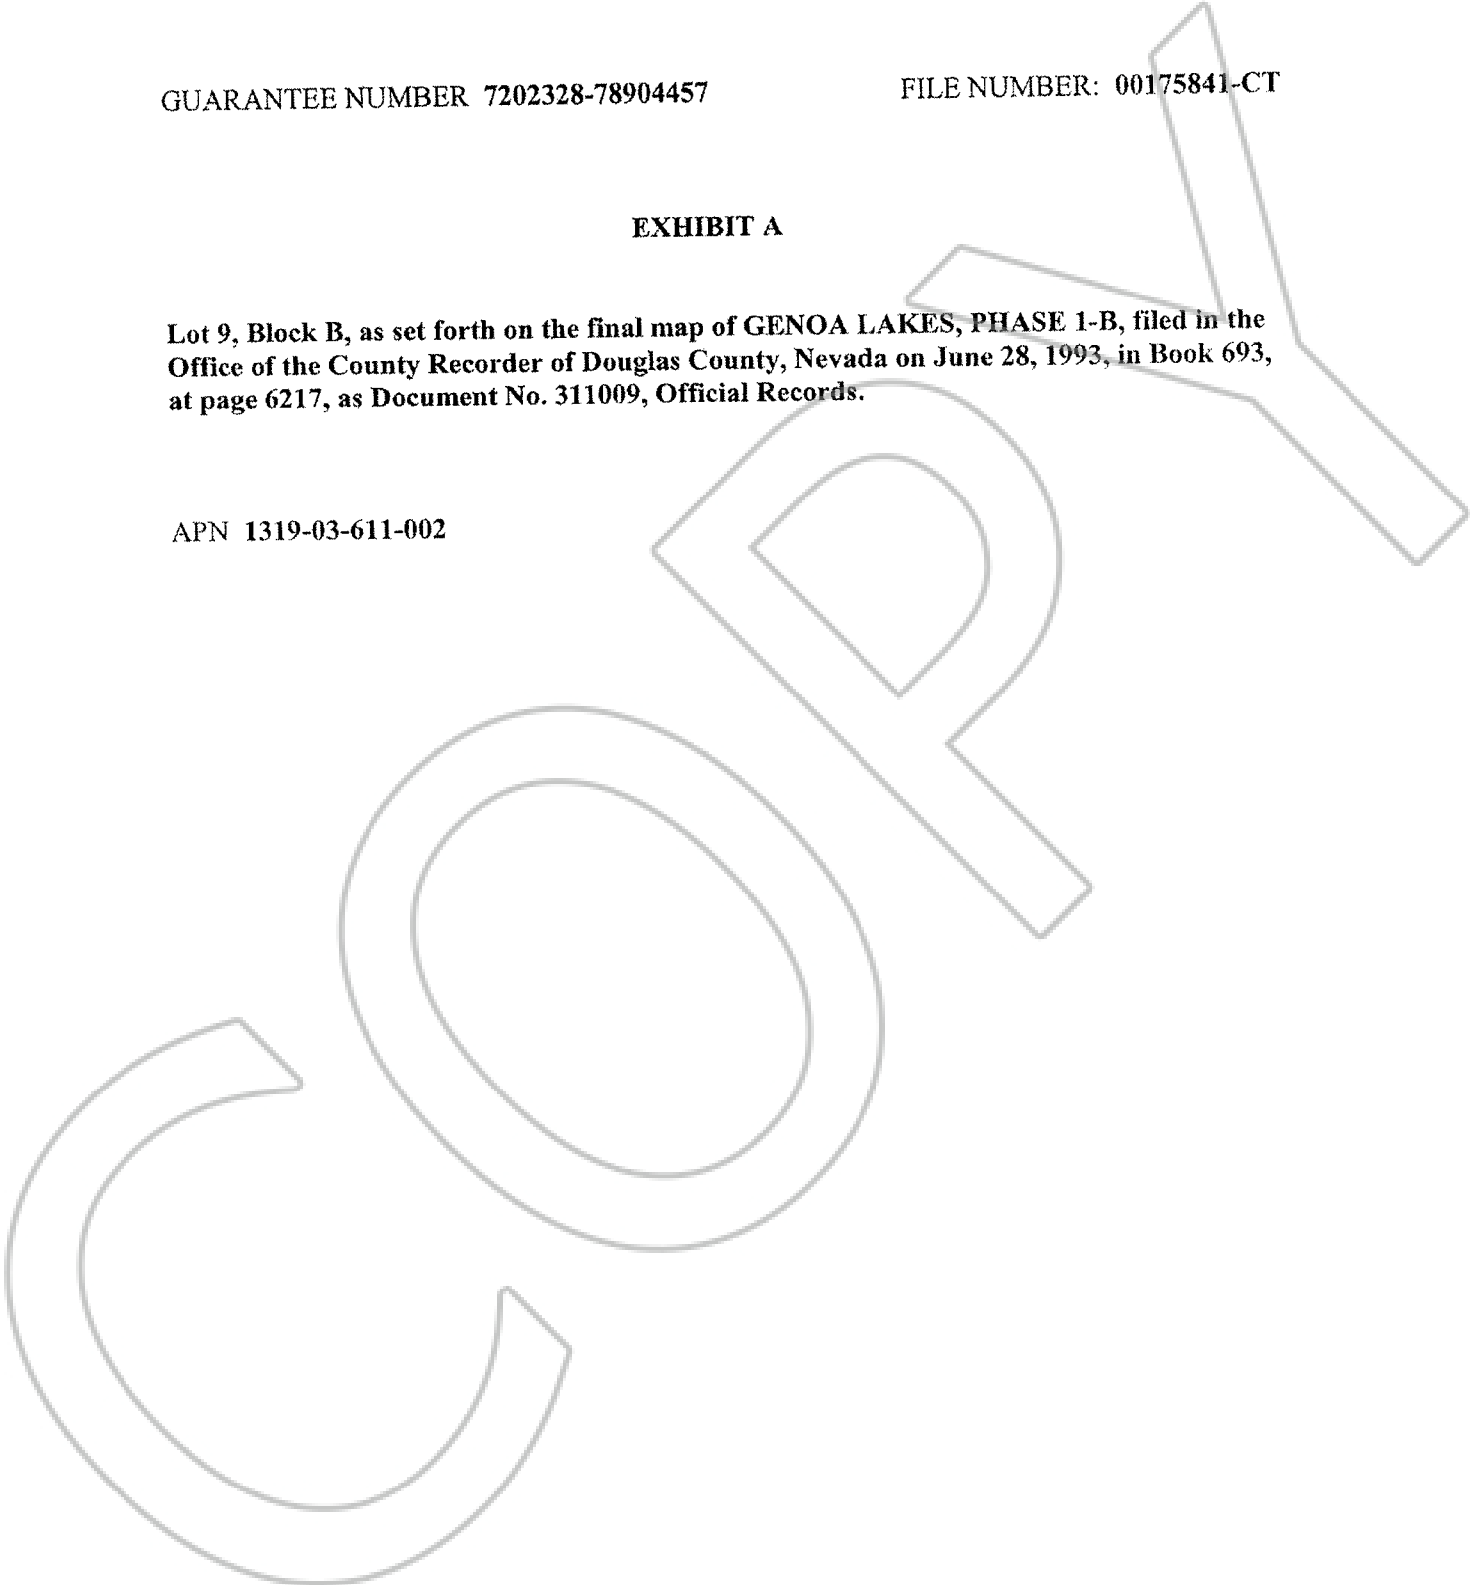 GUARANTEE NUMBER 7202328-78904457 FILE NUMBER: 00175841-CT
EXHIBIT A
Lot 9, Block B, as set forth on the final map of GENOA LAKES, PHASE 1-B, filed in the
Office of the County Recorder of Douglas County, Nevada on June 28, 1993, in Book 693,
at page 6217, as Document No. 311009, Official Records.
APN 1319-03-611-002
COPY